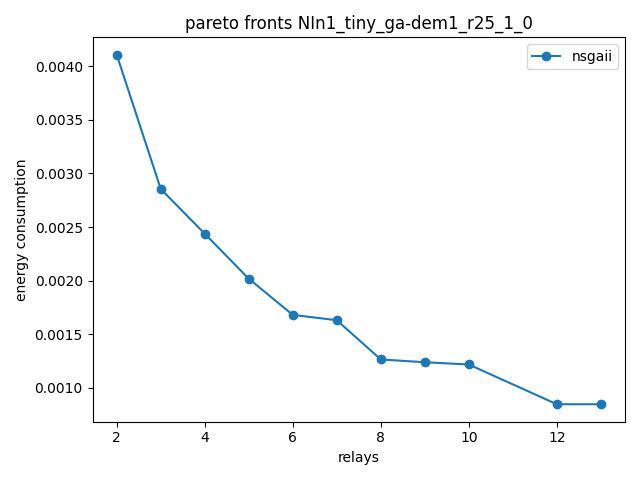 pareto fronts NIn1_tiny_ga-dem1_r25_1_0
nsgaii
energy consumption
0.0040
0.0035
0.0030
0.0025
0.0020
0.0015
0.0010
2 4 6 8 10 12
relays